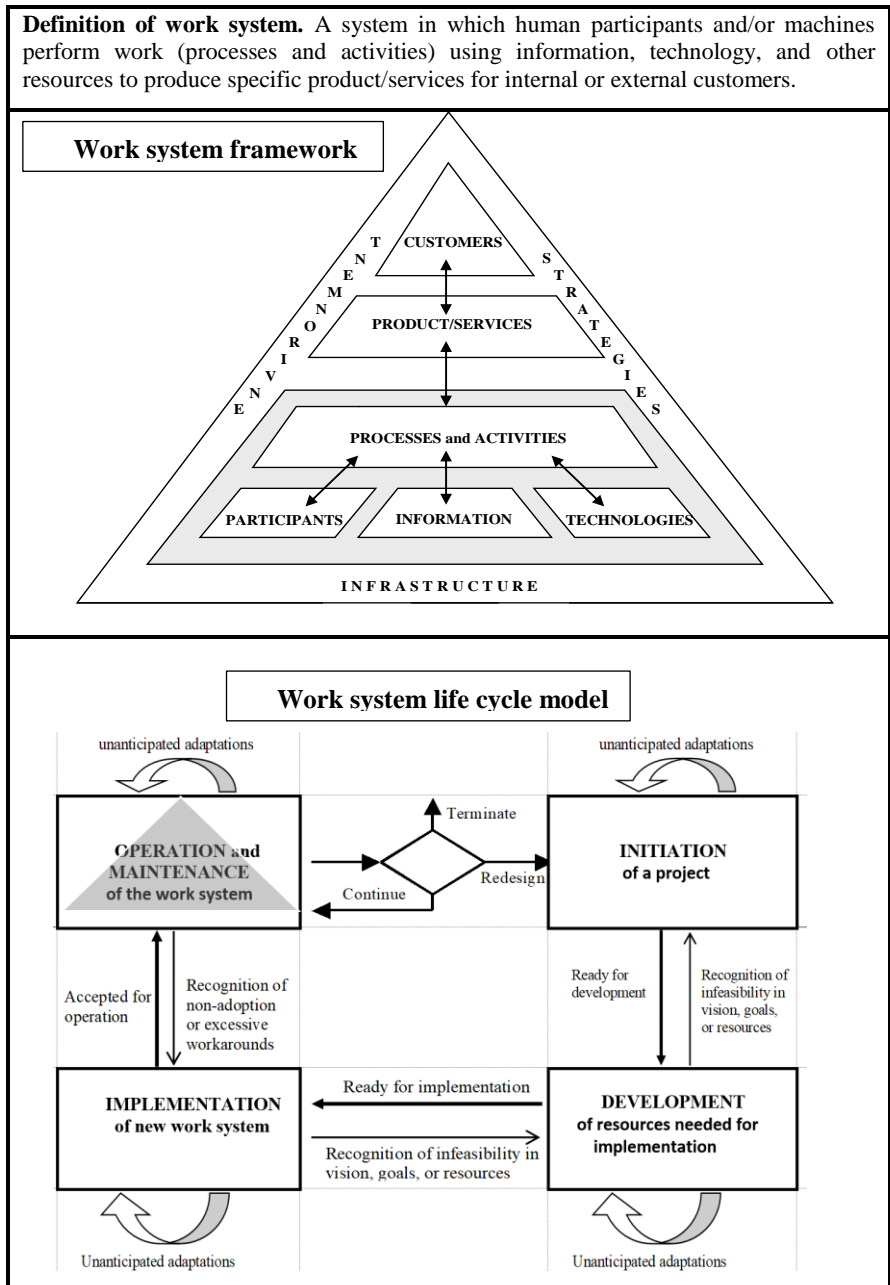 Definition of work system. A system in which human participants and/or machines
perform work (processes and activities) using information, technology, and other
resources to produce specific product/services for internal or external customers.
Work system framework
CUSTOMERS
ENVIRONMENT
STRATEGIES
PRODUCT/SERVICES
PROCESSES and ACTIVITIES
PARTICIPANTS
INFORMATION
TECHNOLOGIES
INFRASTRUCTURE
Work system life cycle model
unanticipated adaptations
unanticipated adaptations
OPERATION and
MAINTENANCE
of the work system
Terminate
Continue
Redesign
INITIATION
of a project
Accepted for
operation
Recognition of
non-adoption
or excessive
workarounds
Ready for
development
Recognition of
infeasibility in
vision, goals,
or resources
IMPLEMENTATION
of new work system
Ready for implementation
Recognition of infeasibility in
vision, goals, or resources
DEVELOPMENT
of resources needed for
implementation
Unanticipated adaptations
Unanticipated adaptations